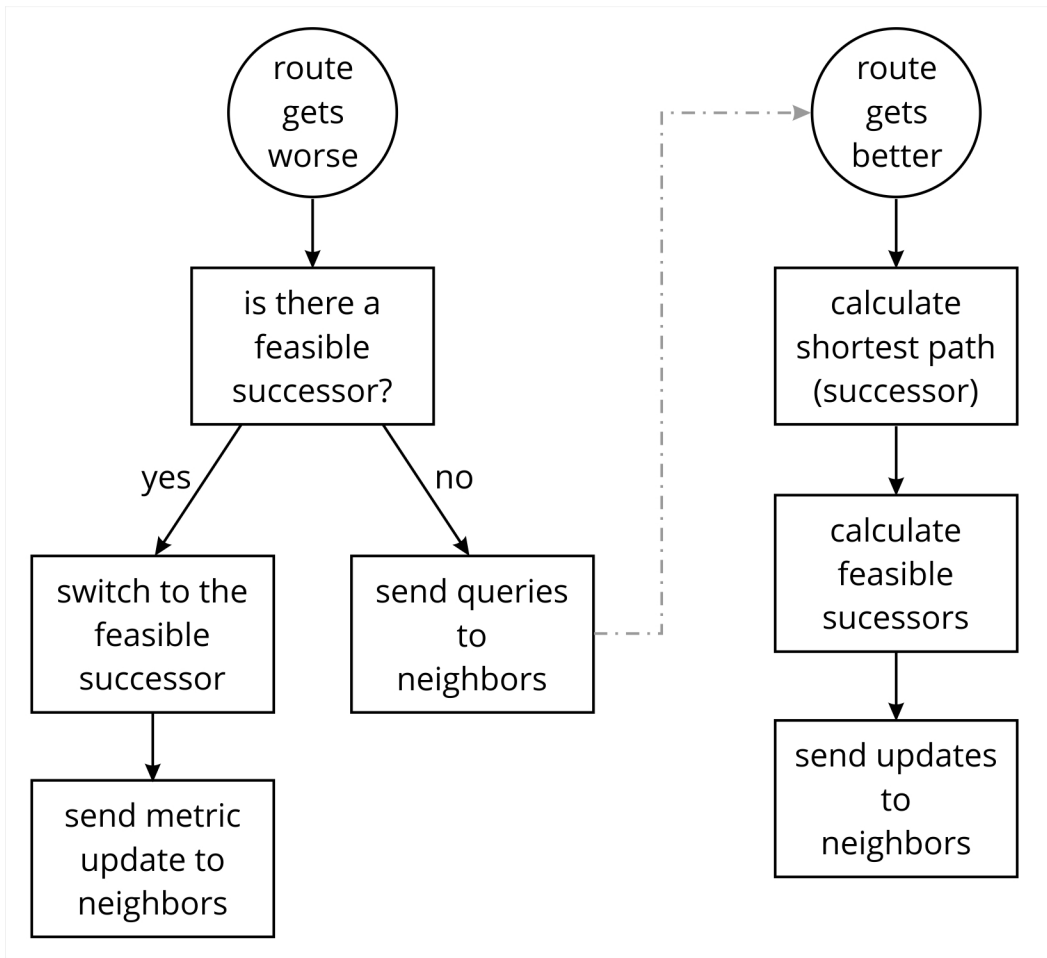 route
gets
worse
is there a
feasible
successor?
yes
no
switch to the
feasible
successor
send queries
to
neighbors
send metric
update to
neighbors
route
gets
better
calculate
shortest path
(successor)
calculate
feasible
sucessors
send updates
to
neighbors